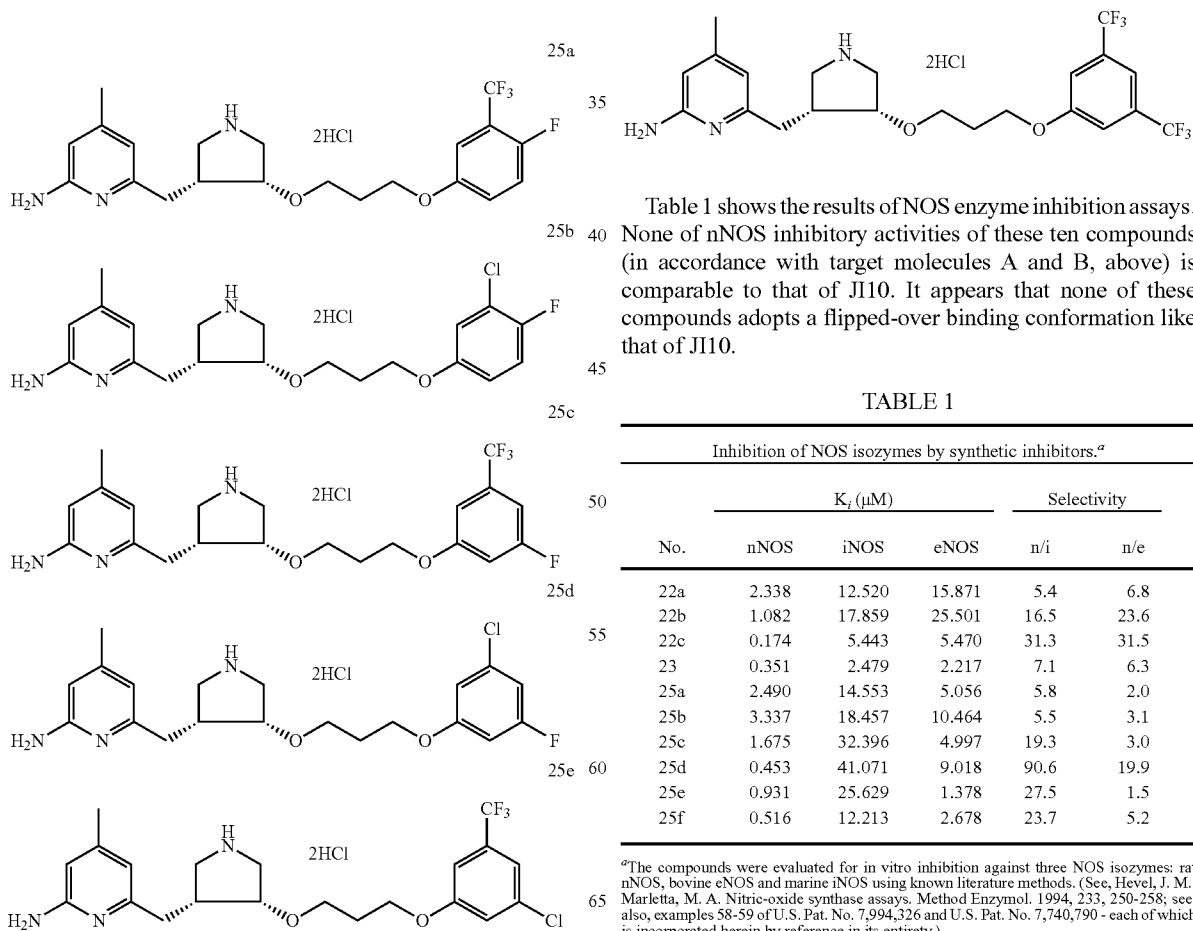 25a
CF3
F
H
N
2HCl
H2N
N
O
O
25b
Cl
F
H
N
2HCl
H2N
N
O
O
25c
CF3
H
N
2HCl
H2N
N
O
O
F
25d
Cl
H
N
2HCl
H2N
N
O
O
F
25e
CF3
H
N
2HCl
H2N
N
O
O
Cl
35
40
45
50
55
60
65
CF3
H
N
2HCl
H2N
N
O
O
CF3
Table 1 shows the results of NOS enzyme inhibition assays.
None of nNOS inhibitory activities of these ten compounds
(in accordance with target molecules A and B, above) is
comparable to that of JI10. It appears that none of these
compounds adopts a flipped-over binding conformation like
that of JI10.
TABLE 1
Inhibition of NOS isozymes by synthetic inhibitors.a
Ki (μM) Selectivity
No. nNOS iNOS eNOS n/i n/e
22a 2.338 12.520 15.871 5.4 6.8
22b 1.082 17.859 25.501 16.5 23.6
22c 0.174 5.443 5.470 31.3 31.5
23 0.351 2.479 2.217 7.1 6.3
25a 2.490 14.553 5.056 5.8 2.0
25b 3.337 18.457 10.464 5.5 3.1
25c 1.675 32.396 4.997 19.3 3.0
25d 0.453 41.071 9.018 90.6 19.9
25e 0.931 25.629 1.378 27.5 1.5
25f 0.516 12.213 2.678 23.7 5.2
aThe compounds were evaluated for in vitro inhibition against three NOS isozymes: rat
nNOS, bovine eNOS and marine iNOS using known literature methods. (See, Hevel, J. M.
Marletta, M. A. Nitric-oxide synthase assays. Method Enzymol. 1994, 233, 250-258; see
also, examples 58-59 of U.S. Pat. No. 7,994,326 and U.S. Pat. No. 7,740,790 - each of which
is incorporated herein by reference in its entirety.)